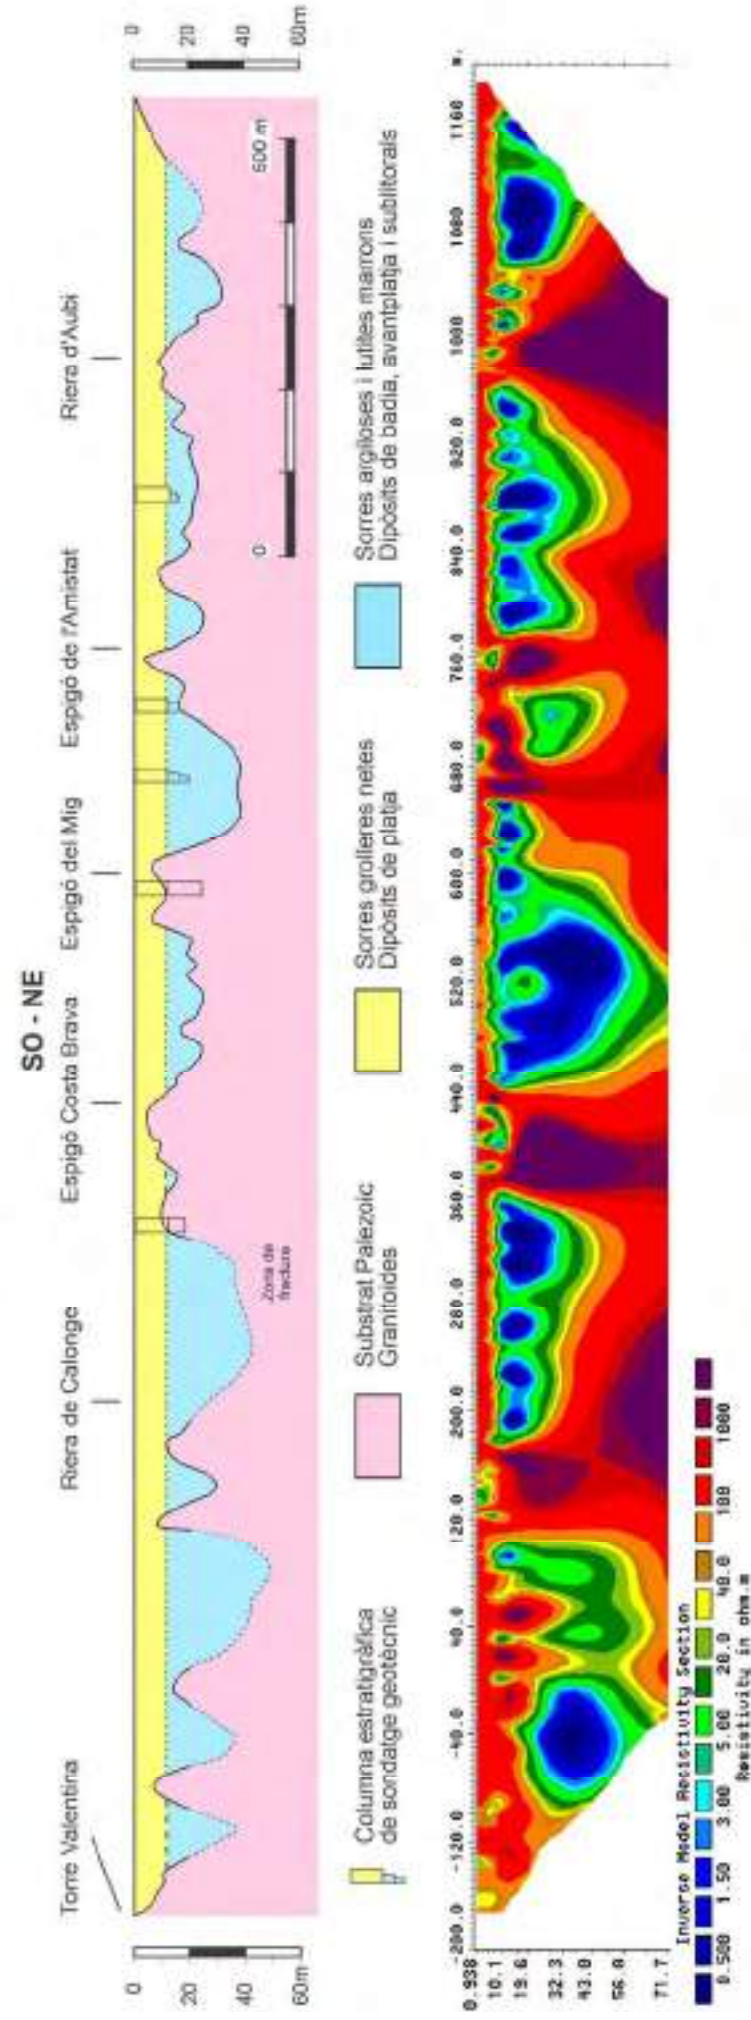 SO - NE
Torre Valentina
Riera de Calonge
Espigó Costa Brava
Espigó del Mig
Espigó de l'Amistat
Riera d'Aubi
0
20
40
60m
0
20
40
60m
Zona de
fractura
0
600 m
Columna estratigràfica
de sondatge geotècnic
Substrat Palezoic
Granitoides
Sorres grolleres netes
Dipòsits de platja
Sorres argiloses i lutites marrons
Dipòsits de badia, avantplatja i sublitorals
-200.0 -120.0 -40.0 40.0 120.0 200.0 280.0 360.0 440.0 520.0 600.0 680.0 760.0 840.0 920.0 1000 1080 1160 m.
0.938
10.1
19.6
32.3
43.0
56.0
71.7
Inverse Model Resistivity Section
0.500 1.50 3.00 5.00 20.0 40.0 100 1000
Resistivity in ohm.m